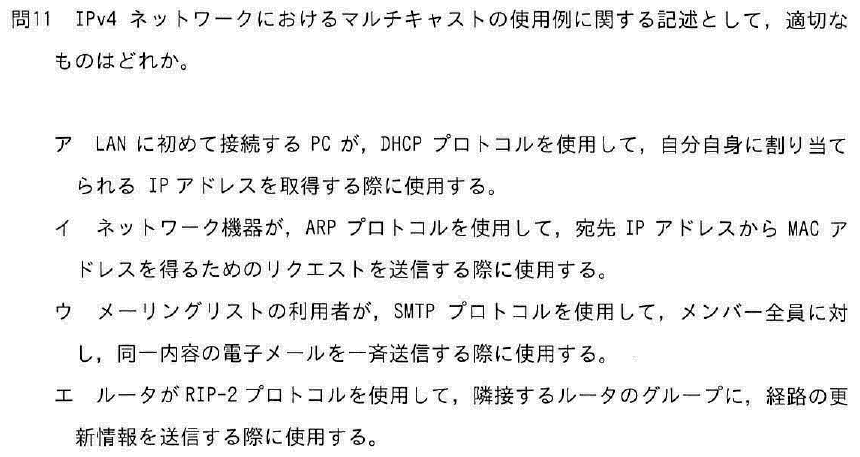 問11 IPv4 ネットワークにおけるマルチキャストの使用例に関する記述として，適切な
ものはどれか。
ア LAN に初めて接続する PC が，DHCP プロトコルを使用して，自分自身に割り当て
られる IP アドレスを取得する際に使用する。
イ ネットワーク機器が，ARP プロトコルを使用して，宛先 IP アドレスから MAC ア
ドレスを得るためのリクエストを送信する際に使用する。
ウ メーリングリストの利用者が，SMTP プロトコルを使用して，メンバー全員に対
し，同一内容の電子メールを一斉送信する際に使用する。
エ ルータが RIP-2 プロトコルを使用して，隣接するルータのグループに，経路の更
新情報を送信する際に使用する。